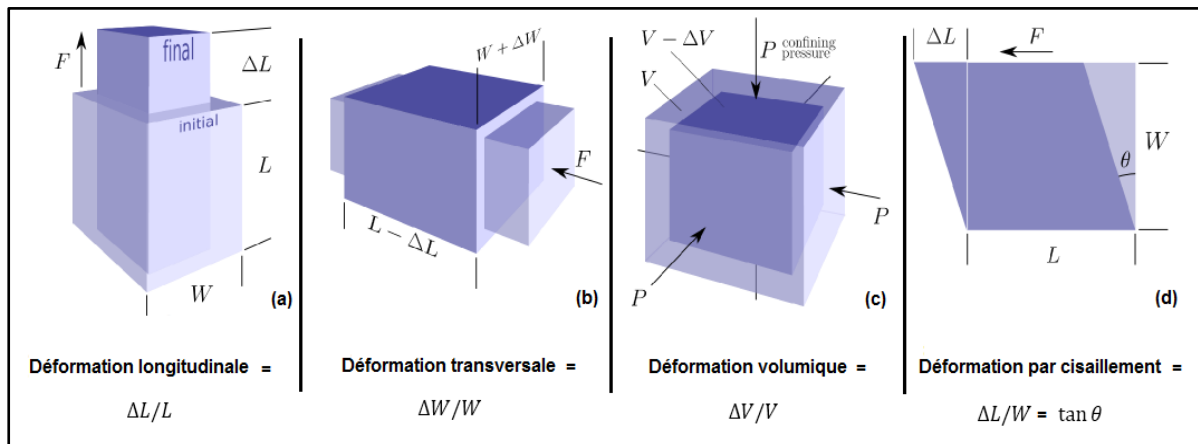 F
final
ΔL
initial
L
W
(a)
W + ΔW
F
L − ΔL
(b)
V − ΔV
V
P confining
pressure
P
P
(c)
ΔL
F
W
θ
L
(d)
Déformation longitudinale =
ΔL/L
Déformation transversale =
ΔW/W
Déformation volumique =
ΔV/V
Déformation par cisaillement =
ΔL/W = tan θ